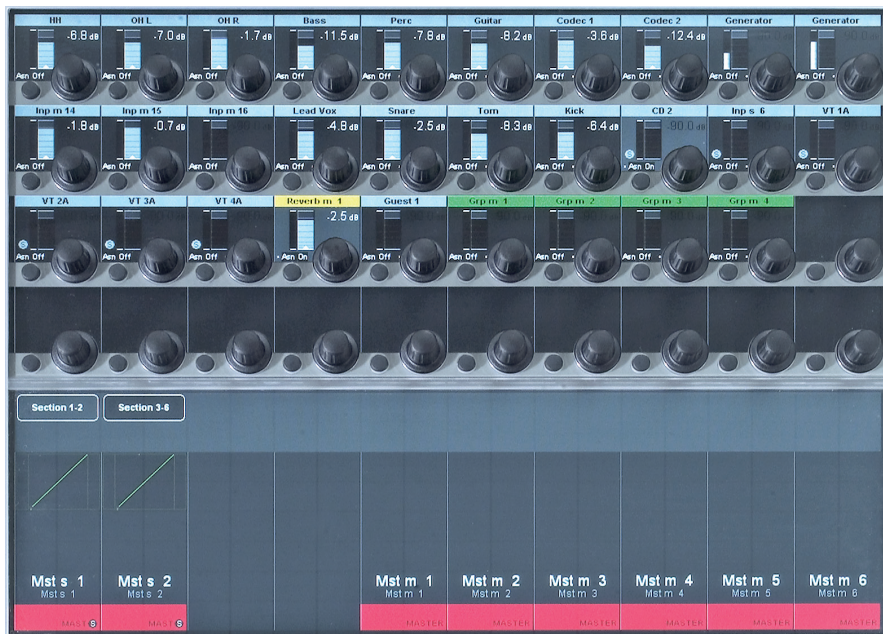 HH OH L OH R Bass Perc Guitar Codec 1 Codec 2 Generator Generator
-6.8 dB -7.0 dB -1.7 dB -11.5 dB -7.8 dB -8.2 dB -3.6 dB -12.4 dB
Asn Off Asn Off Asn Off Asn Off Asn Off Asn Off Asn Off Asn Off Asn Off Asn Off
Inp m 14 Inp m 15 Inp m 16 Lead Vox Snare Tom Kick CD 2 Inp s 6 VT 1A
-1.8 dB -0.7 dB -4.8 dB -2.5 dB -8.3 dB -6.4 dB -90.0 dB
S S S
Asn Off Asn Off Asn Off Asn Off Asn Off Asn Off Asn Off Asn On Asn Off Asn Off
VT 2A VT 3A VT 4A Reverb m 1 Guest 1 Grp m 1 Grp m 2 Grp m 3 Grp m 4
-2.5 dB
S S S
Asn Off Asn Off Asn Off Asn On Asn Off Asn Off Asn Off Asn Off Asn Off
Section 1-2 Section 3-6
Mst s 1 Mst s 2 Mst m 1 Mst m 2 Mst m 3 Mst m 4 Mst m 5 Mst m 6
Mst s 1 Mst s 2 Mst m 1 Mst m 2 Mst m 3 Mst m 4 Mst m 5 Mst m 6
MAST S MAST S MASTER MASTER MASTER MASTER MASTER MASTER